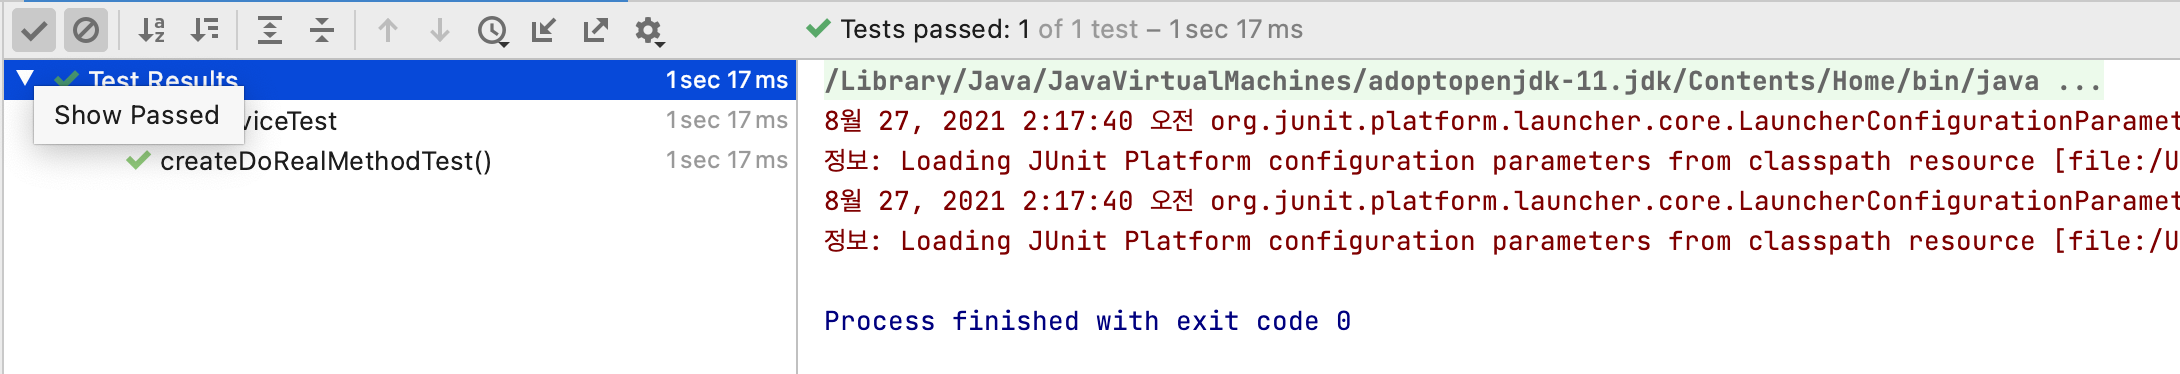 Tests passed: 1 of 1 test – 1 sec 17 ms
Test Results 1 sec 17 ms
Show Passed
viceTest 1 sec 17 ms
createDoRealMethodTest() 1 sec 17 ms
/Library/Java/JavaVirtualMachines/adoptopenjdk-11.jdk/Contents/Home/bin/java ...
8월 27, 2021 2:17:40 오전 org.junit.platform.launcher.core.LauncherConfigurationParamet
정보: Loading JUnit Platform configuration parameters from classpath resource [file:/U
8월 27, 2021 2:17:40 오전 org.junit.platform.launcher.core.LauncherConfigurationParamet
정보: Loading JUnit Platform configuration parameters from classpath resource [file:/U
Process finished with exit code 0